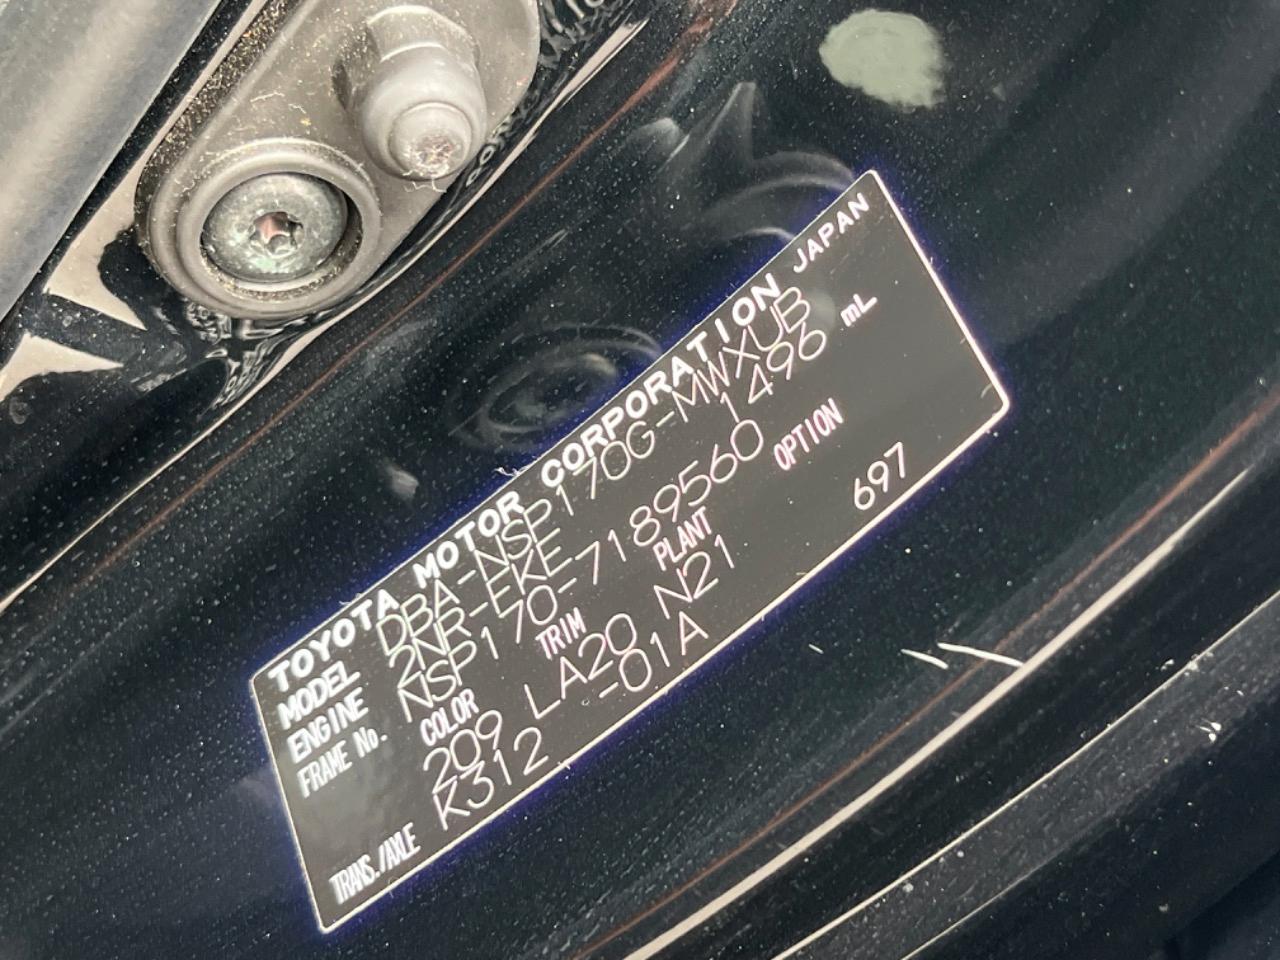 TOYOTA MOTOR CORPORATION JAPAN
MODEL DBA-NSP170G-MWXUB
ENGINE 2NR-FKE 1496 mL
FRAME No. NSP170-7189560
COLOR TRIM PLANT OPTION
209 LA20 N21 697
TRANS./AXLE K312 -01A